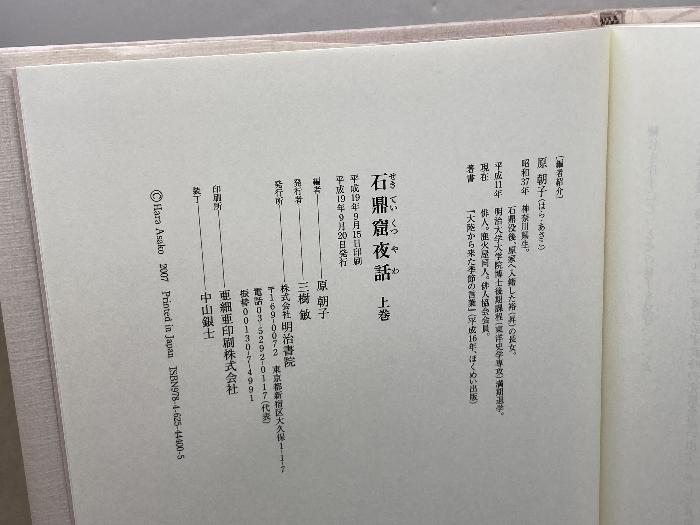 [編者紹介]
原 朝子(はら・あさこ)
昭和37年 神奈川県生。
石鼎没後、原家へ入籍した裕(昇)の長女。
平成11年 明治大学大学院博士後期課程(東洋史学専攻)満期退学。
現在 俳人。鹿火屋同人。俳人協会会員。
著書 『大陸から来た季節の言葉』(平成16年、ほくめい出版)
せきていくつやわ
石鼎窟夜話 上巻
平成19年9月15日印刷
平成19年9月20日発行
編者 原 朝子
発行者 三樹 敏
発行所 株式会社 明治書院
〒169-0072 東京都新宿区大久保1-1-7
電話 03-5292-0117(代表)
振替 00130-7-4991
印刷所 亜細亜印刷株式会社
装丁 中山銀士
©Hara Asako 2007 Printed in Japan ISBN978-4-625-44400-5